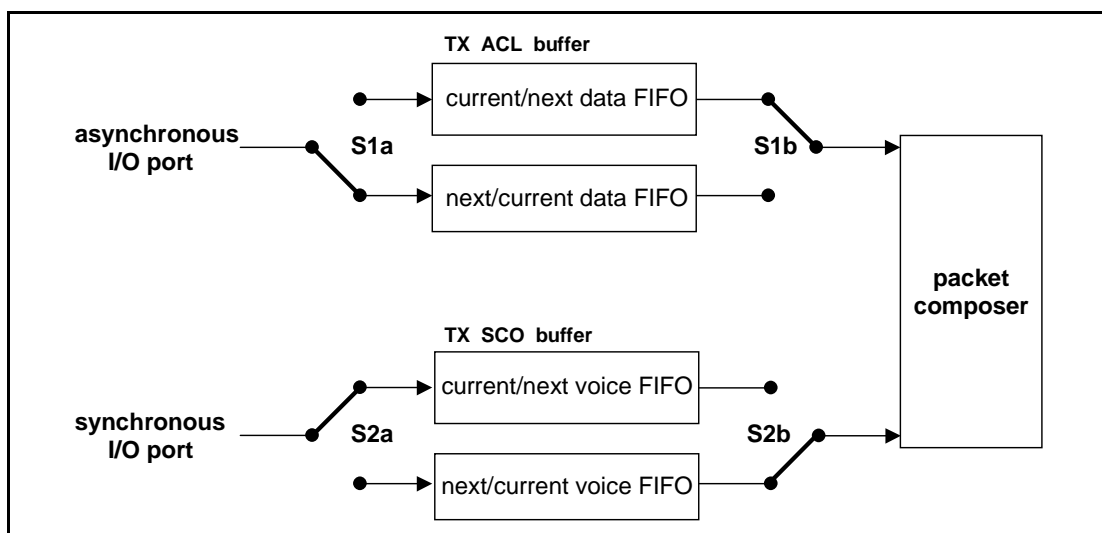 TX ACL buffer
current/next data FIFO
asynchronous
I/O port
S1a
S1b
next/current data FIFO
packet
composer
TX SCO buffer
current/next voice FIFO
synchronous
I/O port
S2a
S2b
next/current voice FIFO